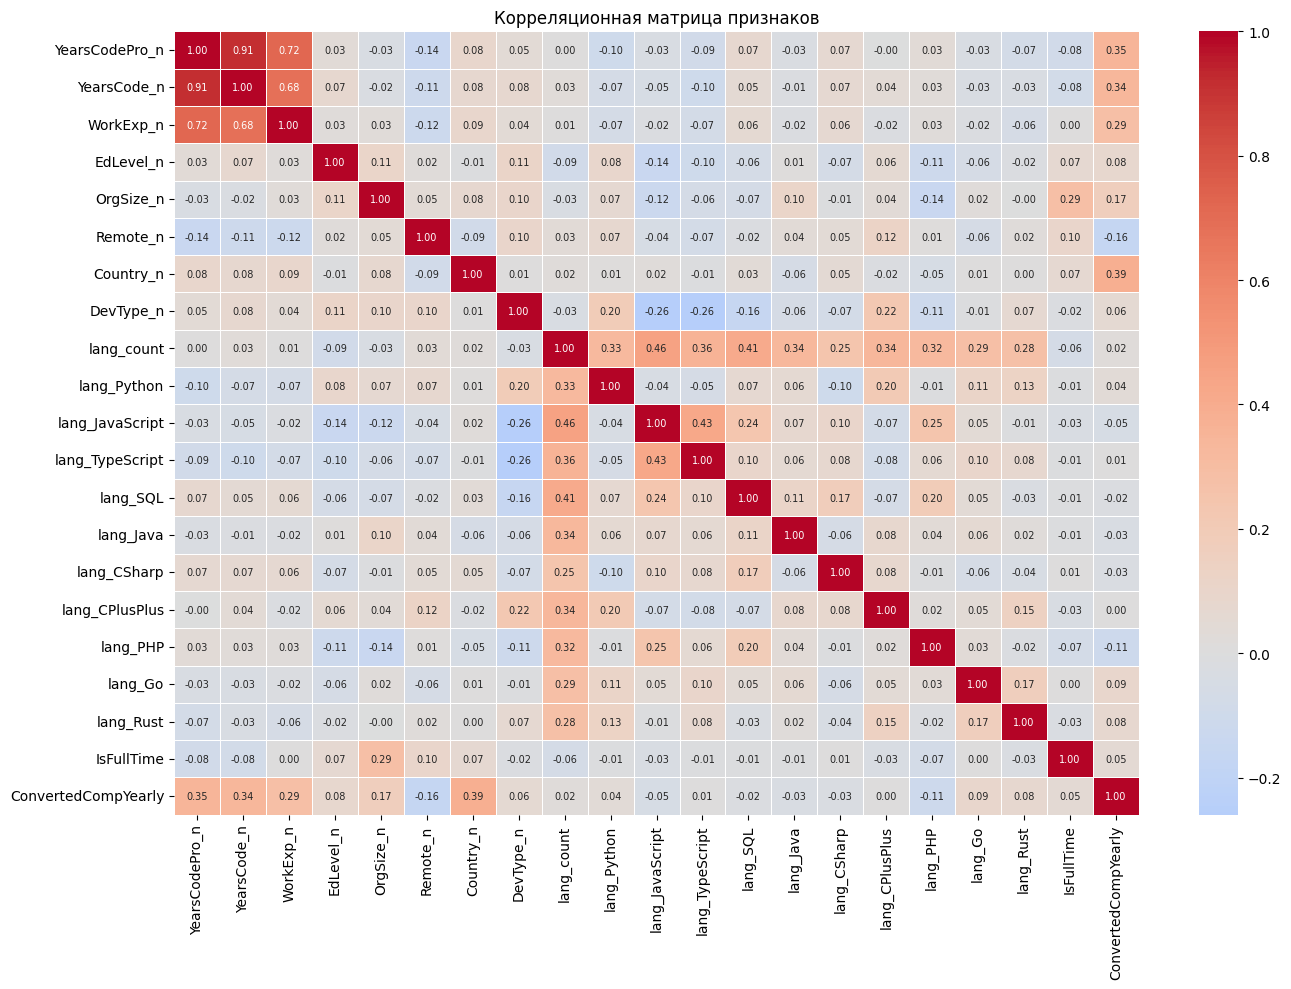 Корреляционная матрица признаков
YearsCodePro_n 1.00 0.91 0.72 0.03 -0.03 -0.14 0.08 0.05 0.00 -0.10 -0.03 -0.09 0.07 -0.03 0.07 -0.00 0.03 -0.03 -0.07 -0.08 0.35
YearsCode_n 0.91 1.00 0.68 0.07 -0.02 -0.11 0.08 0.08 0.03 -0.07 -0.05 -0.10 0.05 -0.01 0.07 0.04 0.03 -0.03 -0.03 -0.08 0.34
WorkExp_n 0.72 0.68 1.00 0.03 0.03 -0.12 0.09 0.04 0.01 -0.07 -0.02 -0.07 0.06 -0.02 0.06 -0.02 0.03 -0.02 -0.06 0.00 0.29
EdLevel_n 0.03 0.07 0.03 1.00 0.11 0.02 -0.01 0.11 -0.09 0.08 -0.14 -0.10 -0.06 0.01 -0.07 0.06 -0.11 -0.06 -0.02 0.07 0.08
OrgSize_n -0.03 -0.02 0.03 0.11 1.00 0.05 0.08 0.10 -0.03 0.07 -0.12 -0.06 -0.07 0.10 -0.01 0.04 -0.14 0.02 -0.00 0.29 0.17
Remote_n -0.14 -0.11 -0.12 0.02 0.05 1.00 -0.09 0.10 0.03 0.07 -0.04 -0.07 -0.02 0.04 0.05 0.12 0.01 -0.06 0.02 0.10 -0.16
Country_n 0.08 0.08 0.09 -0.01 0.08 -0.09 1.00 0.01 0.02 0.01 0.02 -0.01 0.03 -0.06 0.05 -0.02 -0.05 0.01 0.00 0.07 0.39
DevType_n 0.05 0.08 0.04 0.11 0.10 0.10 0.01 1.00 -0.03 0.20 -0.26 -0.26 -0.16 -0.06 -0.07 0.22 -0.11 -0.01 0.07 -0.02 0.06
lang_count 0.00 0.03 0.01 -0.09 -0.03 0.03 0.02 -0.03 1.00 0.33 0.46 0.36 0.41 0.34 0.25 0.34 0.32 0.29 0.28 -0.06 0.02
lang_Python -0.10 -0.07 -0.07 0.08 0.07 0.07 0.01 0.20 0.33 1.00 -0.04 -0.05 0.07 0.06 -0.10 0.20 -0.01 0.11 0.13 -0.01 0.04
lang_JavaScript -0.03 -0.05 -0.02 -0.14 -0.12 -0.04 0.02 -0.26 0.46 -0.04 1.00 0.43 0.24 0.07 0.10 -0.07 0.25 0.05 -0.01 -0.03 -0.05
lang_TypeScript -0.09 -0.10 -0.07 -0.10 -0.06 -0.07 -0.01 -0.26 0.36 -0.05 0.43 1.00 0.10 0.06 0.08 -0.08 0.06 0.10 0.08 -0.01 0.01
lang_SQL 0.07 0.05 0.06 -0.06 -0.07 -0.02 0.03 -0.16 0.41 0.07 0.24 0.10 1.00 0.11 0.17 -0.07 0.20 0.05 -0.03 -0.01 -0.02
lang_Java -0.03 -0.01 -0.02 0.01 0.10 0.04 -0.06 -0.06 0.34 0.06 0.07 0.06 0.11 1.00 -0.06 0.08 0.04 0.06 0.02 -0.01 -0.03
lang_CSharp 0.07 0.07 0.06 -0.07 -0.01 0.05 0.05 -0.07 0.25 -0.10 0.10 0.08 0.17 -0.06 1.00 0.08 -0.01 -0.06 -0.04 0.01 -0.03
lang_CPlusPlus -0.00 0.04 -0.02 0.06 0.04 0.12 -0.02 0.22 0.34 0.20 -0.07 -0.08 -0.07 0.08 0.08 1.00 0.02 0.05 0.15 -0.03 0.00
lang_PHP 0.03 0.03 0.03 -0.11 -0.14 0.01 -0.05 -0.11 0.32 -0.01 0.25 0.06 0.20 0.04 -0.01 0.02 1.00 0.03 -0.02 -0.07 -0.11
lang_Go -0.03 -0.03 -0.02 -0.06 0.02 -0.06 0.01 -0.01 0.29 0.11 0.05 0.10 0.05 0.06 -0.06 0.05 0.03 1.00 0.17 0.00 0.09
lang_Rust -0.07 -0.03 -0.06 -0.02 -0.00 0.02 0.00 0.07 0.28 0.13 -0.01 0.08 -0.03 0.02 -0.04 0.15 -0.02 0.17 1.00 -0.03 0.08
IsFullTime -0.08 -0.08 0.00 0.07 0.29 0.10 0.07 -0.02 -0.06 -0.01 -0.03 -0.01 -0.01 -0.01 0.01 -0.03 -0.07 0.00 -0.03 1.00 0.05
ConvertedCompYearly 0.35 0.34 0.29 0.08 0.17 -0.16 0.39 0.06 0.02 0.04 -0.05 0.01 -0.02 -0.03 -0.03 0.00 -0.11 0.09 0.08 0.05 1.00
YearsCodePro_n
YearsCode_n
WorkExp_n
EdLevel_n
OrgSize_n
Remote_n
Country_n
DevType_n
lang_count
lang_Python
lang_JavaScript
lang_TypeScript
lang_SQL
lang_Java
lang_CSharp
lang_CPlusPlus
lang_PHP
lang_Go
lang_Rust
IsFullTime
ConvertedCompYearly
1.0
0.8
0.6
0.4
0.2
0.0
−0.2